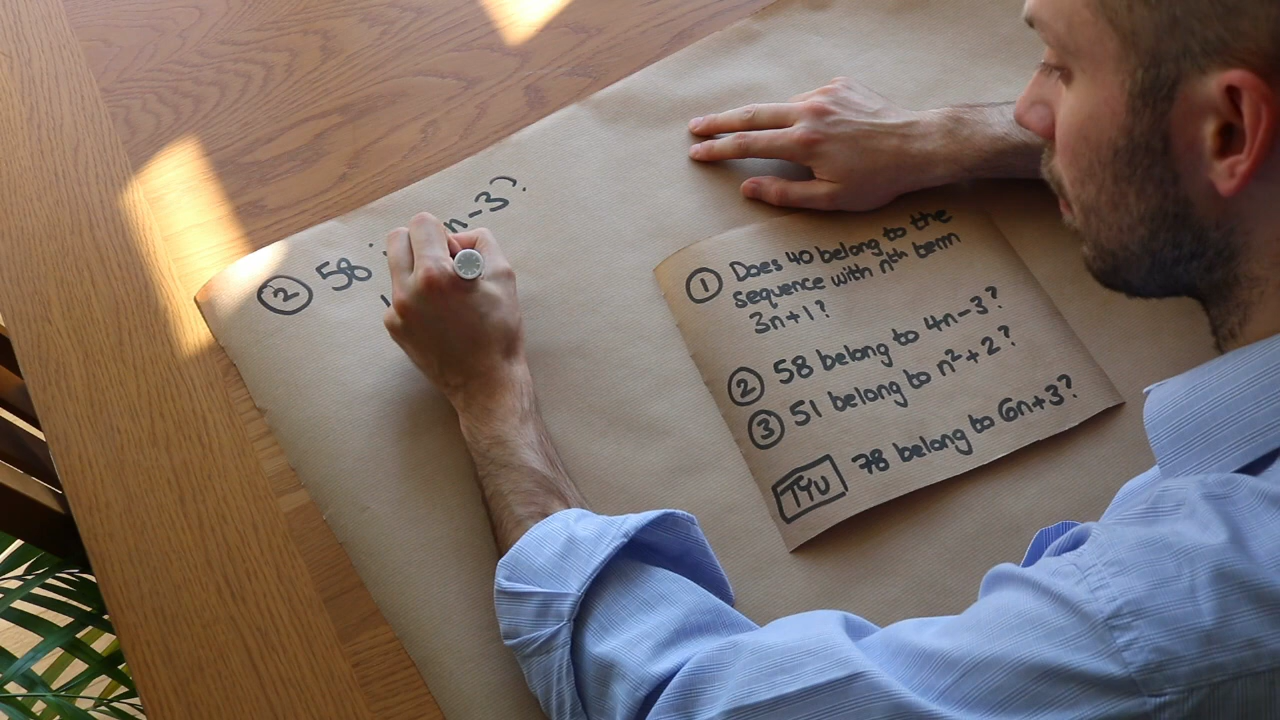 ② 58 n-3?
① Does 40 belong to the
sequence with nth term
3n+1?
② 58 belong to 4n-3?
③ 51 belong to n²+2?
TYU 78 belong to 6n+3?